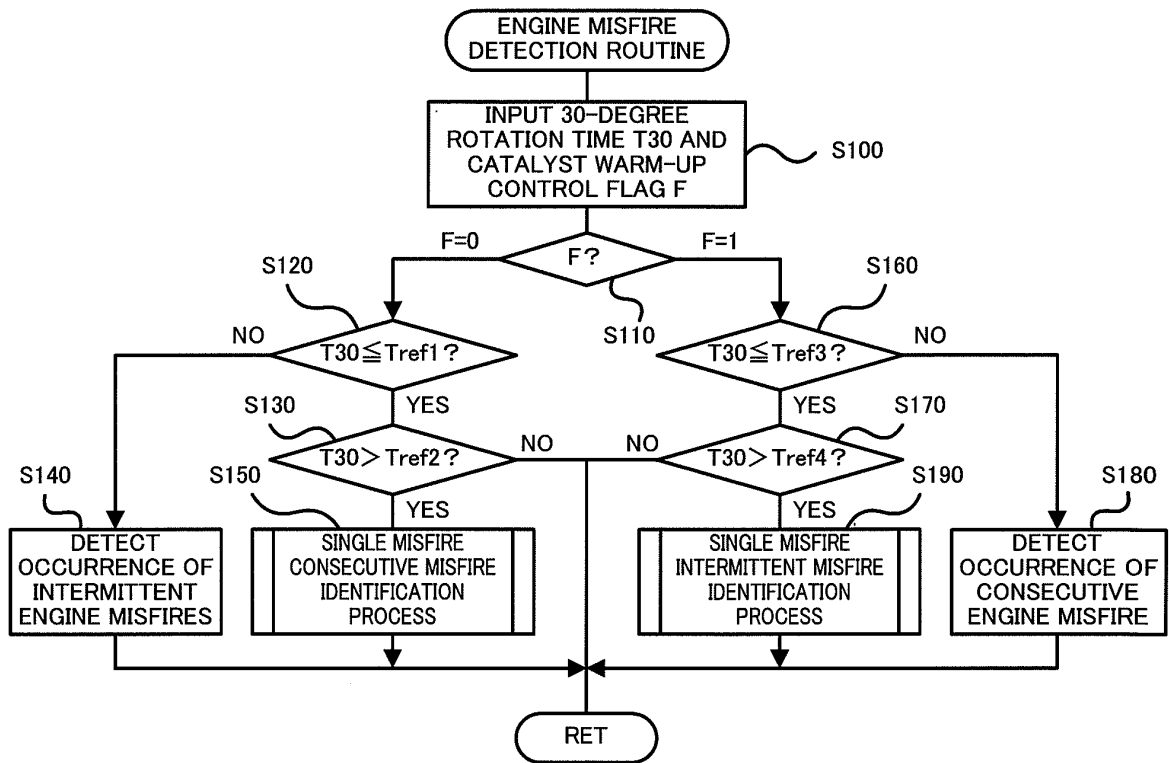 ENGINE MISFIRE
DETECTION ROUTINE
INPUT 30-DEGREE
ROTATION TIME T30 AND
CATALYST WARM-UP
CONTROL FLAG F
S100
F=0
F?
F=1
S110
S120
T30≦Tref1?
NO
YES
S160
T30≦Tref3?
NO
YES
S130
T30> Tref2?
NO
YES
S170
T30> Tref4?
NO
YES
S140
DETECT
OCCURRENCE OF
INTERMITTENT
ENGINE MISFIRES
S150
SINGLE MISFIRE
CONSECUTIVE MISFIRE
IDENTIFICATION
PROCESS
S190
SINGLE MISFIRE
INTERMITTENT MISFIRE
IDENTIFICATION
PROCESS
S180
DETECT
OCCURRENCE OF
CONSECUTIVE
ENGINE MISFIRE
RET